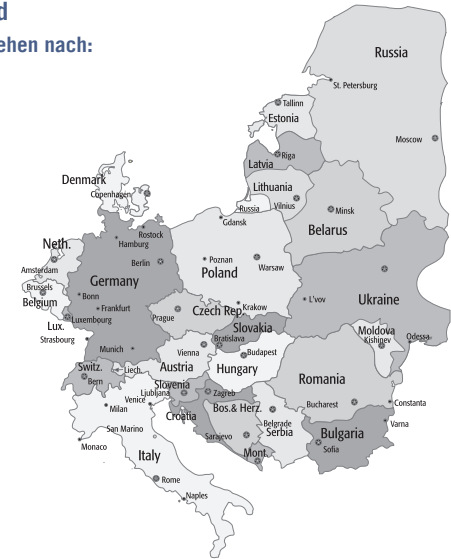 d
ehen nach:
Russia
St. Petersburg
Tallinn
Estonia
Moscow
Riga
Latvia
Lithuania
Vilnius
Russia
Minsk
Belarus
Denmark
Copenhagen
Gdansk
Rostock
Hamburg
Neth.
Amsterdam
Berlin
Poznan
Poland
Warsaw
Germany
Brussels
Belgium
Bonn
Frankfurt
Lux.
Luxembourg
Strasbourg
Prague
Czech Rep.
Krakow
L'vov
Ukraine
Slovakia
Bratislava
Munich
Vienna
Budapest
Moldova
Kishinev
Odessa
Switz.
Bern
Liech.
Austria
Hungary
Romania
Slovenia
Ljubljana
Zagreb
Venice
Milan
Croatia
Bos.& Herz.
Bucharest
Constanta
San Marino
Monaco
Belgrade
Serbia
Varna
Bulgaria
Sofia
Sarajevo
Mont.
Italy
Rome
Naples